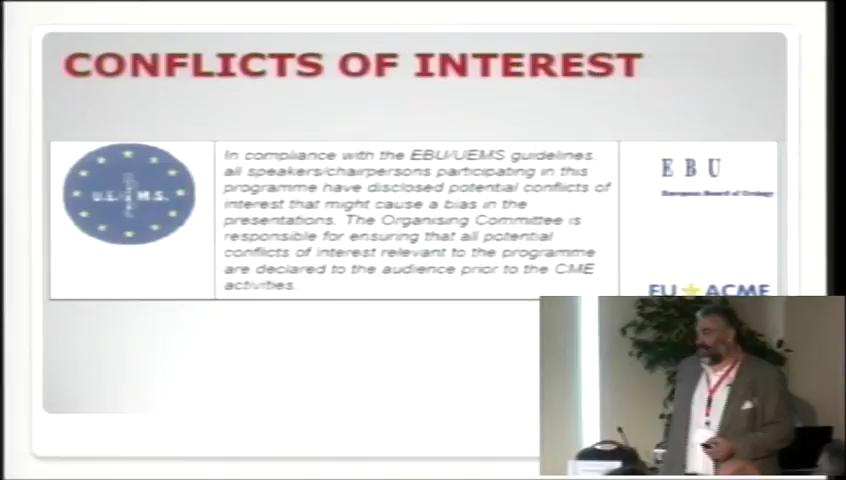 CONFLICTS OF INTEREST
In compliance with the EBU/UEMS guidelines,
all speakers/chairpersons participating in this
programme have disclosed potential conflicts of
interest that might cause a bias in the
presentations. The Organising Committee is
responsible for ensuring that all potential
conflicts of interest relevant to the programme
are declared to the audience prior to the CME
activities.
U.E.M.S.
E B U
European Board of Urology
EU ACME